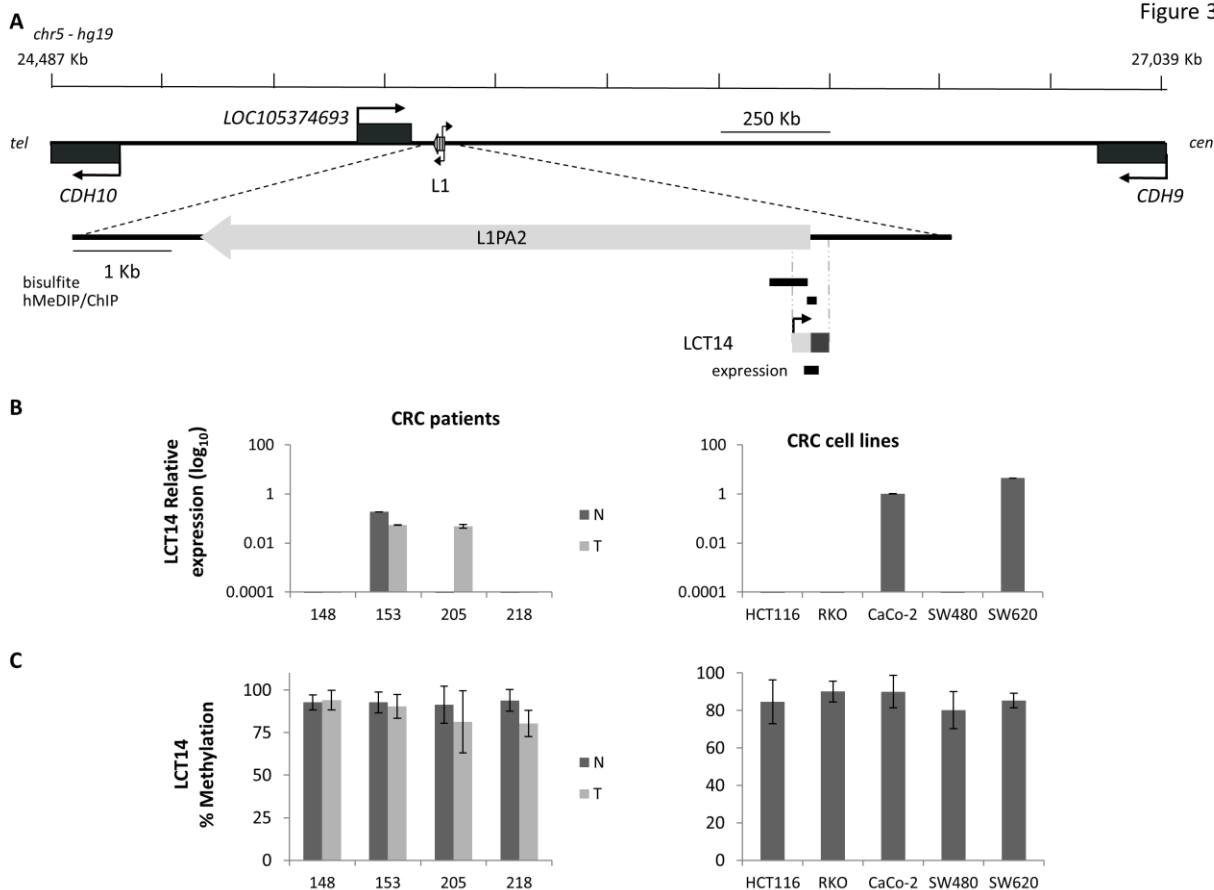 Figure 3
A
chr5 - hg19
24,487 Kb
27,039 Kb
LOC105374693
250 Kb
tel
cen
CDH10
L1
CDH9
L1PA2
1 Kb
bisulfite
hMeDIP/ChIP
LCT14
expression
B
CRC patients
CRC cell lines
LCT14 Relative
expression (log10)
100
1
0.01
0.0001
148 153 205 218
N
T
100
1
0.01
0.0001
HCT116 RKO CaCo-2 SW480 SW620
C
LCT14
% Methylation
100
75
50
25
0
148 153 205 218
N
T
100
80
60
40
20
0
HCT116 RKO CaCo-2 SW480 SW620